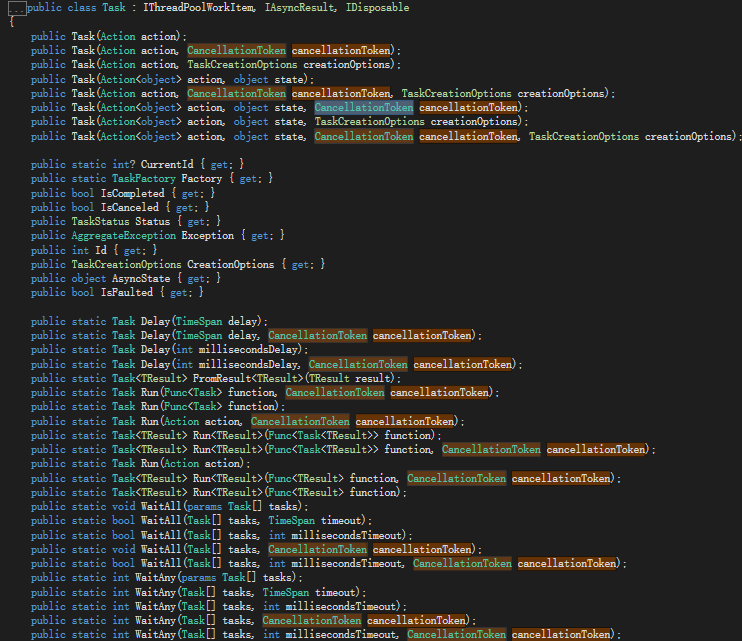 ...public class Task : IThreadPoolWorkItem, IAsyncResult, IDisposable
{
public Task(Action action);
public Task(Action action, CancellationToken cancellationToken);
public Task(Action action, TaskCreationOptions creationOptions);
public Task(Action<object> action, object state);
public Task(Action action, CancellationToken cancellationToken, TaskCreationOptions creationOptions);
public Task(Action<object> action, object state, CancellationToken cancellationToken);
public Task(Action<object> action, object state, TaskCreationOptions creationOptions);
public Task(Action<object> action, object state, CancellationToken cancellationToken, TaskCreationOptions creationOptions);
public static int? CurrentId { get; }
public static TaskFactory Factory { get; }
public bool IsCompleted { get; }
public bool IsCanceled { get; }
public TaskStatus Status { get; }
public AggregateException Exception { get; }
public int Id { get; }
public TaskCreationOptions CreationOptions { get; }
public object AsyncState { get; }
public bool IsFaulted { get; }
public static Task Delay(TimeSpan delay);
public static Task Delay(TimeSpan delay, CancellationToken cancellationToken);
public static Task Delay(int millisecondsDelay);
public static Task Delay(int millisecondsDelay, CancellationToken cancellationToken);
public static Task<TResult> FromResult<TResult>(TResult result);
public static Task Run(Func<Task> function, CancellationToken cancellationToken);
public static Task Run(Func<Task> function);
public static Task Run(Action action, CancellationToken cancellationToken);
public static Task<TResult> Run<TResult>(Func<Task<TResult>> function);
public static Task<TResult> Run<TResult>(Func<Task<TResult>> function, CancellationToken cancellationToken);
public static Task Run(Action action);
public static Task<TResult> Run<TResult>(Func<TResult> function, CancellationToken cancellationToken);
public static Task<TResult> Run<TResult>(Func<TResult> function);
public static void WaitAll(params Task[] tasks);
public static bool WaitAll(Task[] tasks, TimeSpan timeout);
public static bool WaitAll(Task[] tasks, int millisecondsTimeout);
public static void WaitAll(Task[] tasks, CancellationToken cancellationToken);
public static bool WaitAll(Task[] tasks, int millisecondsTimeout, CancellationToken cancellationToken);
public static int WaitAny(params Task[] tasks);
public static int WaitAny(Task[] tasks, TimeSpan timeout);
public static int WaitAny(Task[] tasks, int millisecondsTimeout);
public static int WaitAny(Task[] tasks, CancellationToken cancellationToken);
public static int WaitAny(Task[] tasks, int millisecondsTimeout, CancellationToken cancellationToken);